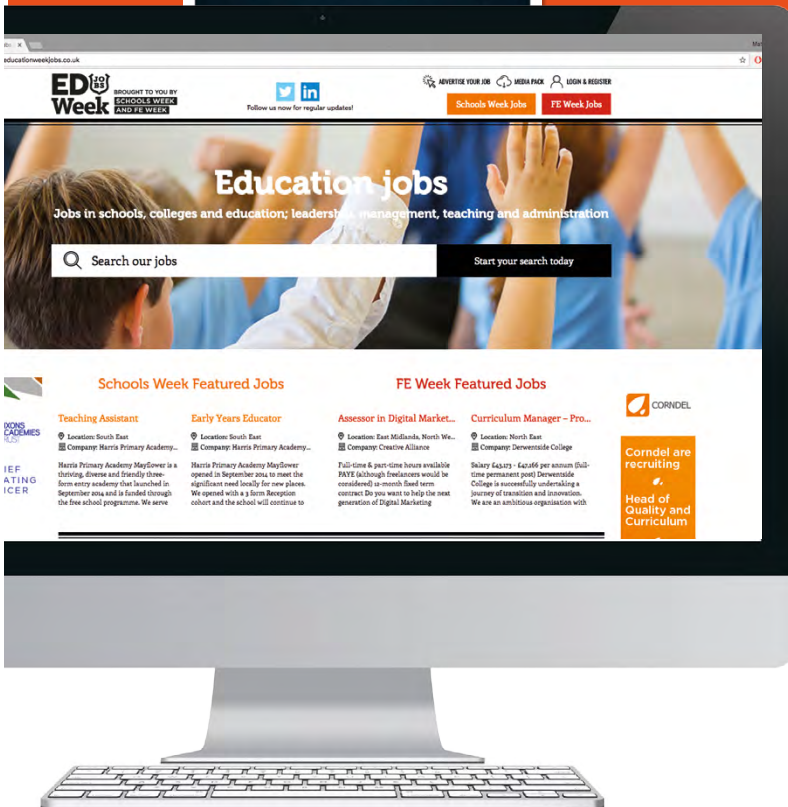 educationweekjobs.co.uk
ED JOBS
Week
BROUGHT TO YOU BY
SCHOOLS WEEK
AND FE WEEK
Follow us now for regular updates!
ADVERTISE YOUR JOB MEDIA PACK LOGIN & REGISTER
Schools Week Jobs FE Week Jobs
Education jobs
Jobs in schools, colleges and education; leadership, management, teaching and administration
Search our jobs Start your search today
Schools Week Featured Jobs
Teaching Assistant
Location: South East
Company: Harris Primary Academy...
Harris Primary Academy Mayflower is a
thriving, diverse and friendly three-
form entry academy that launched in
September 2014 and is funded through
the free school programme. We serve
Early Years Educator
Location: South East
Company: Harris Primary Academy...
Harris Primary Academy Mayflower
opened in September 2014 to meet the
significant need locally for new places.
We opened with a 3 form Reception
cohort and the school will continue to
FE Week Featured Jobs
Assessor in Digital Market...
Location: East Midlands, North We...
Company: Creative Alliance
Full-time & part-time hours available
PAYE (although freelancers would be
considered) 12-month fixed term
contract Do you want to help the next
generation of Digital Marketing
Curriculum Manager – Pro...
Location: North East
Company: Derwentside College
Salary £43,173 - £47,166 per annum (full-
time permanent post) Derwentside
College is successfully undertaking a
journey of transition and innovation.
We are an ambitious organisation with
CORNDEL
Corndel are
recruiting
Head of
Quality and
Curriculum